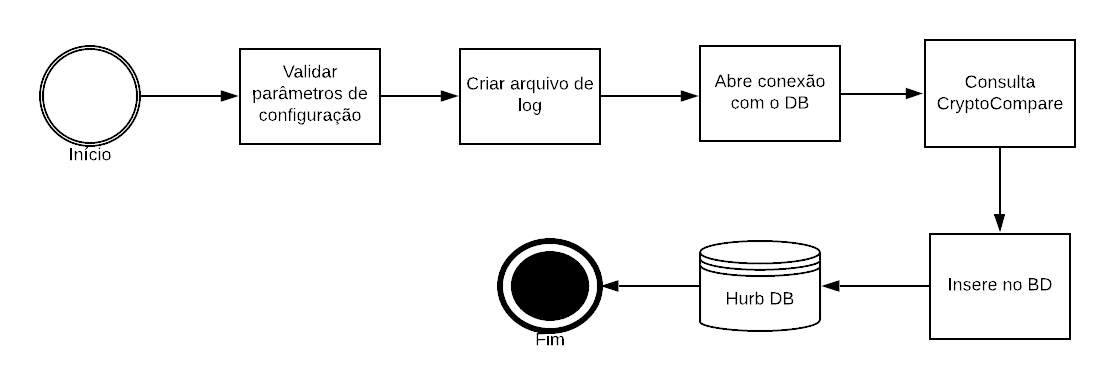 Início
Validar
parâmetros de
configuração
Criar arquivo de
log
Abre conexão
com o DB
Consulta
CryptoCompare
Insere no BD
Hurb DB
Fim